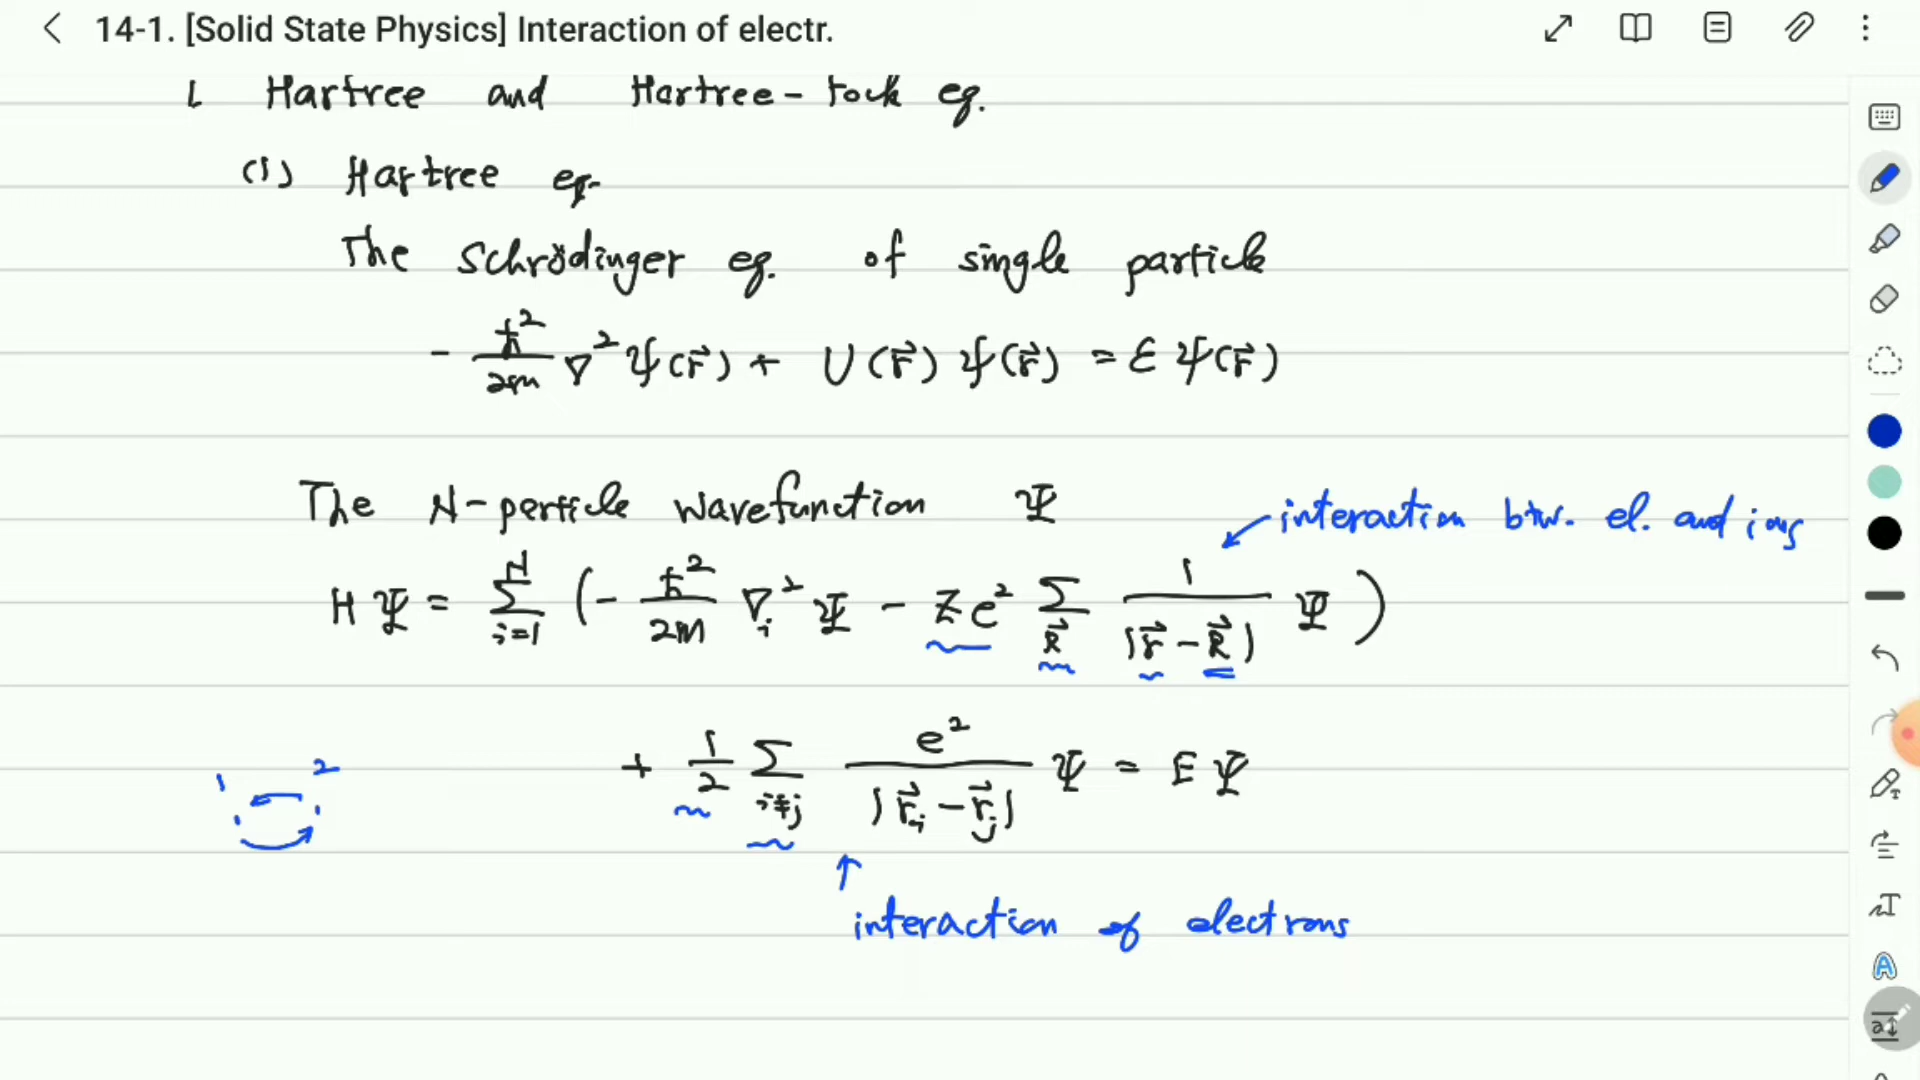 14-1. [Solid State Physics] Interaction of electr.
1 Hartree and Hartree-Fock eq.
(1) Hartree eq.
The Schrödinger eq. of single particle
- ℏ²/2m ∇²ψ(r⃗) + U(r⃗) ψ(r⃗) = ε ψ(r⃗)
The N-particle wavefunction Ψ
interaction btw. el. and ions
HΨ = Σ_{i=1}^{N} (- ℏ²/2m ∇_i² Ψ - Ze² Σ_{R⃗} 1/|r⃗-R⃗| Ψ)
+ 1/2 Σ_{i≠j} e²/|r⃗_i - r⃗_j| Ψ = EΨ
1 2
interaction of electrons